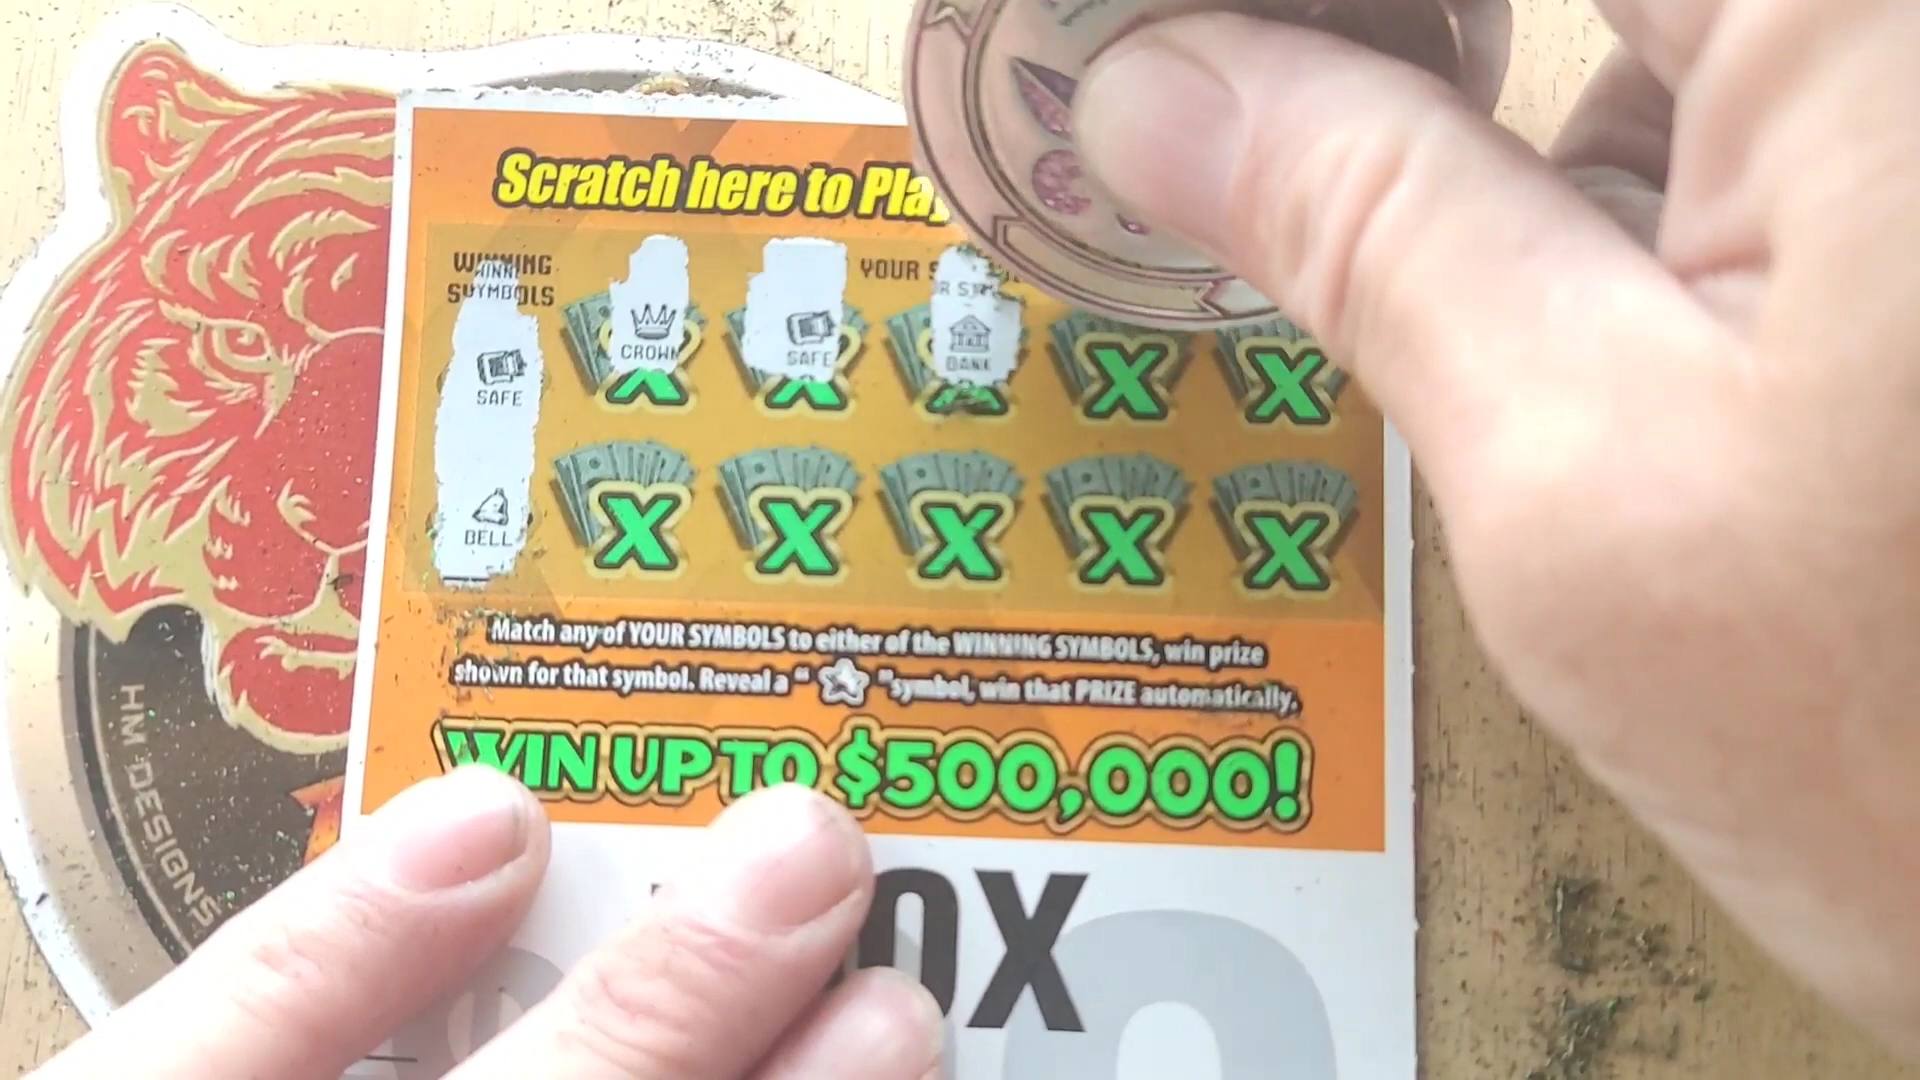 Scratch here to Play
WINNING
SYMBOLS
YOUR
CROWN
SAFE
BANK
SAFE
BELL
X X
X X X X X
Match any of YOUR SYMBOLS to either of the WINNING SYMBOLS, win prize
shown for that symbol. Reveal a " " symbol, win that PRIZE automatically.
WIN UP TO $500,000!
OX
HM DESIGNS